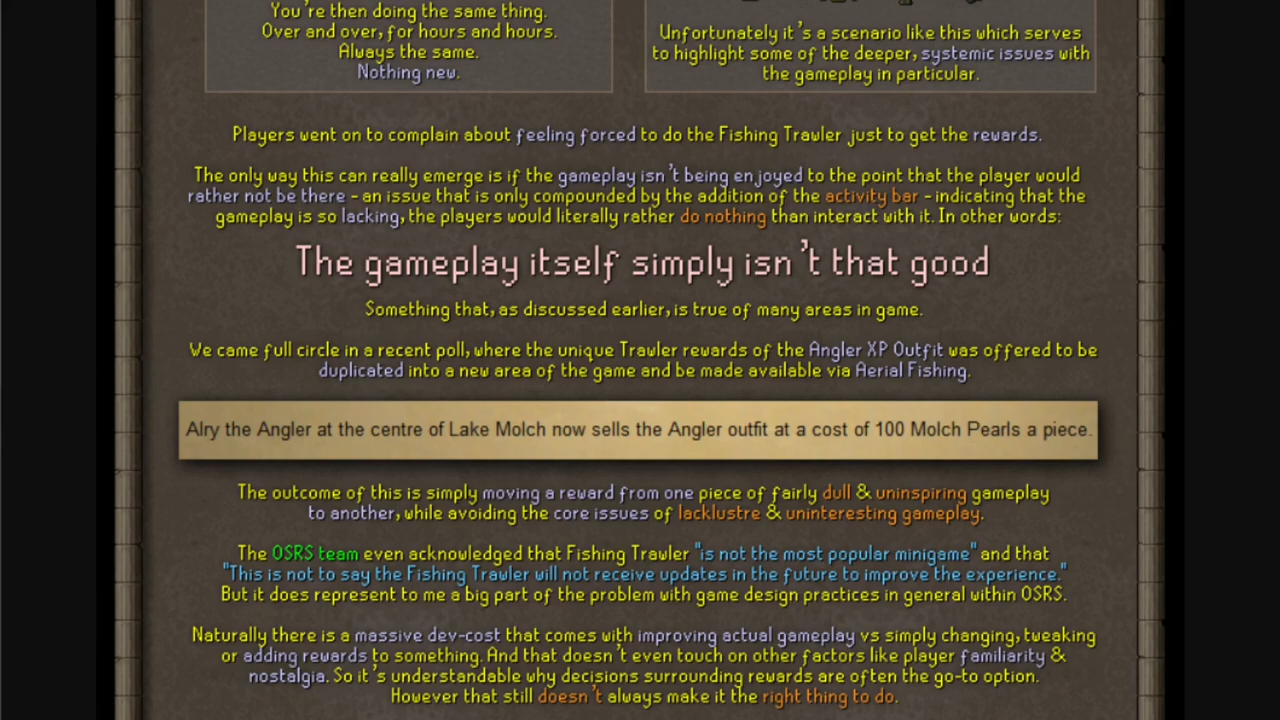 You're then doing the same thing.
Over and over, for hours and hours.
Always the same.
Nothing new.
Unfortunately it's a scenario like this which serves
to highlight some of the deeper, systemic issues with
the gameplay in particular.
Players went on to complain about feeling forced to do the Fishing Trawler just to get the rewards.
The only way this can really emerge is if the gameplay isn't being enjoyed to the point that the player would
rather not be there - an issue that is only compounded by the addition of the activity bar - indicating that the
gameplay is so lacking, the players would literally rather do nothing than interact with it. In other words:
The gameplay itself simply isn't that good
Something that, as discussed earlier, is true of many areas in game.
We came full circle in a recent poll, where the unique Trawler rewards of the Angler XP Outfit was offered to be
duplicated into a new area of the game and be made available via Aerial Fishing.
Alry the Angler at the centre of Lake Molch now sells the Angler outfit at a cost of 100 Molch Pearls a piece.
The outcome of this is simply moving a reward from one piece of fairly dull & uninspiring gameplay
to another, while avoiding the core issues of lacklustre & uninteresting gameplay.
The OSRS team even acknowledged that Fishing Trawler "is not the most popular minigame" and that
"This is not to say the Fishing Trawler will not receive updates in the future to improve the experience."
But it does represent to me a big part of the problem with game design practices in general within OSRS.
Naturally there is a massive dev-cost that comes with improving actual gameplay vs simply changing, tweaking
or adding rewards to something. And that doesn't even touch on other factors like player familiarity &
nostalgia. So it's understandable why decisions surrounding rewards are often the go-to option.
However that still doesn't always make it the right thing to do.